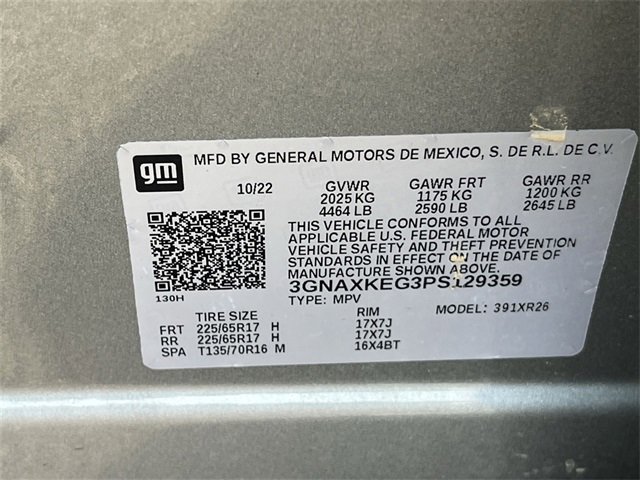 gm
MFD BY GENERAL MOTORS DE MEXICO, S. DE R.L. DE C.V.
10/22 GVWR GAWR FRT GAWR RR
2025 KG 1175 KG 1200 KG
4464 LB 2590 LB 2645 LB
THIS VEHICLE CONFORMS TO ALL
APPLICABLE U.S. FEDERAL MOTOR
VEHICLE SAFETY AND THEFT PREVENTION
STANDARDS IN EFFECT ON THE DATE OF
MANUFACTURE SHOWN ABOVE.
130H
3GNAXKEG3PS129359
TYPE: MPV MODEL: 391XR26
TIRE SIZE RIM
FRT 225/65R17 H 17X7J
RR 225/65R17 H 17X7J
SPA T135/70R16 M 16X4BT